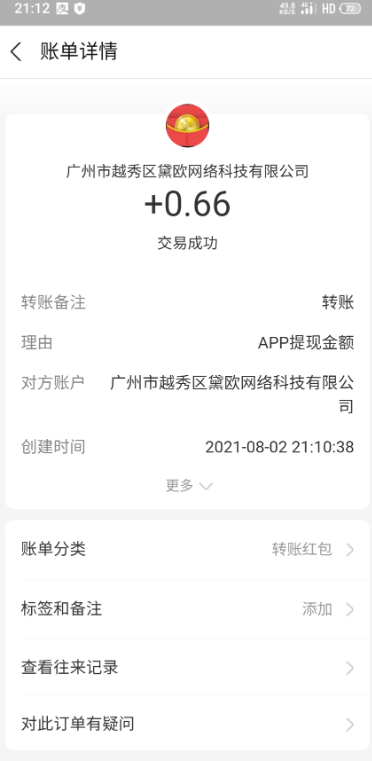 21:12 49.8 KB/S 4G HD 72
账单详情
广州市越秀区黛欧网络科技有限公司
+0.66
交易成功
转账备注 转账
理由 APP提现金额
对方账户 广州市越秀区黛欧网络科技有限公
司
创建时间 2021-08-02 21:10:38
更多
账单分类 转账红包
标签和备注 添加
查看往来记录
对此订单有疑问